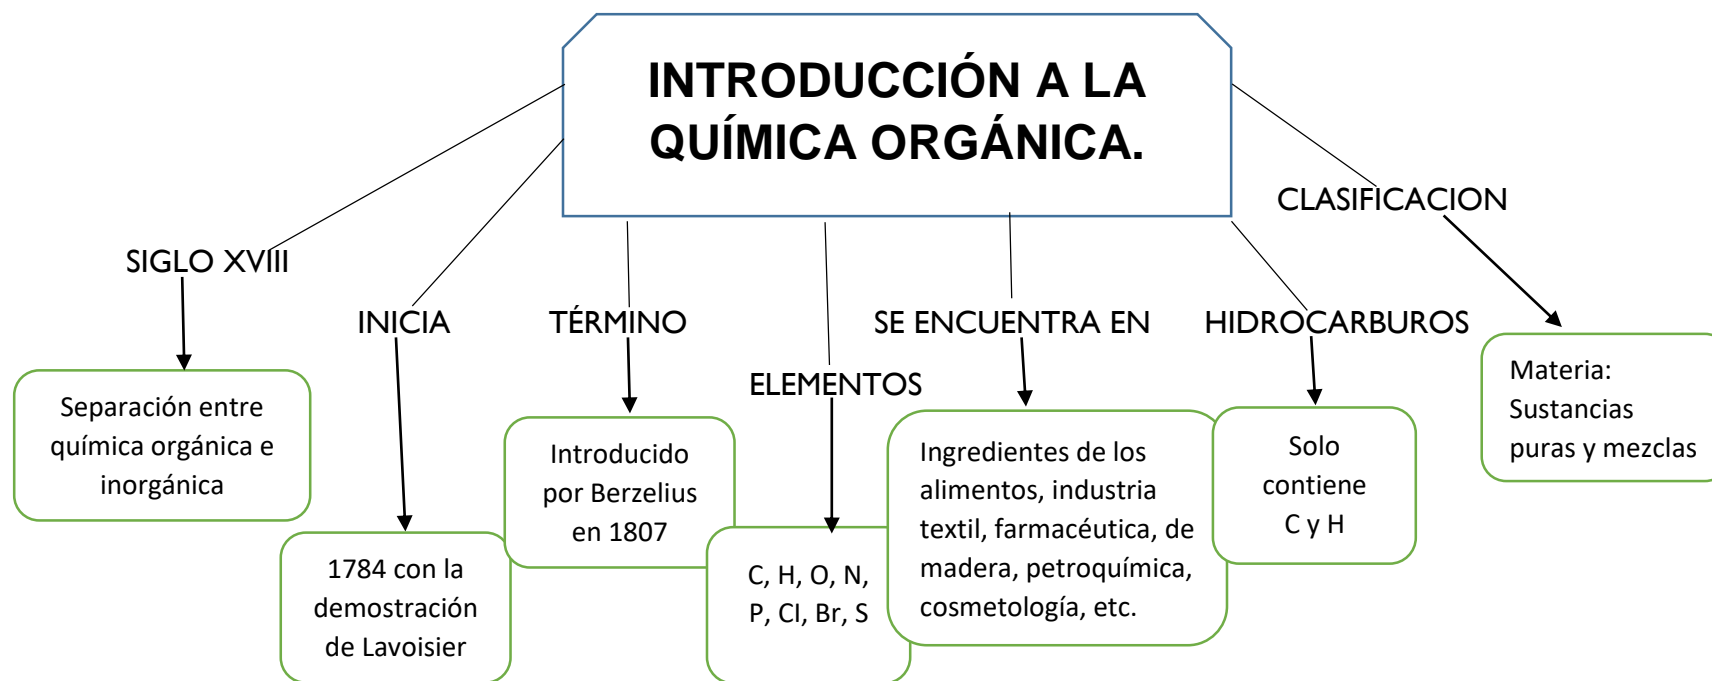 INTRODUCCIÓN A LA
QUÍMICA ORGÁNICA.
SIGLO XVIII
Separación entre
química orgánica e
inorgánica
INICIA
1784 con la
demostración
de Lavoisier
TÉRMINO
Introducido
por Berzelius
en 1807
ELEMENTOS
C, H, O, N,
P, Cl, Br, S
SE ENCUENTRA EN
Ingredientes de los
alimentos, industria
textil, farmacéutica, de
madera, petroquímica,
cosmetología, etc.
HIDROCARBUROS
Solo
contiene
C y H
CLASIFICACION
Materia:
Sustancias
puras y mezclas